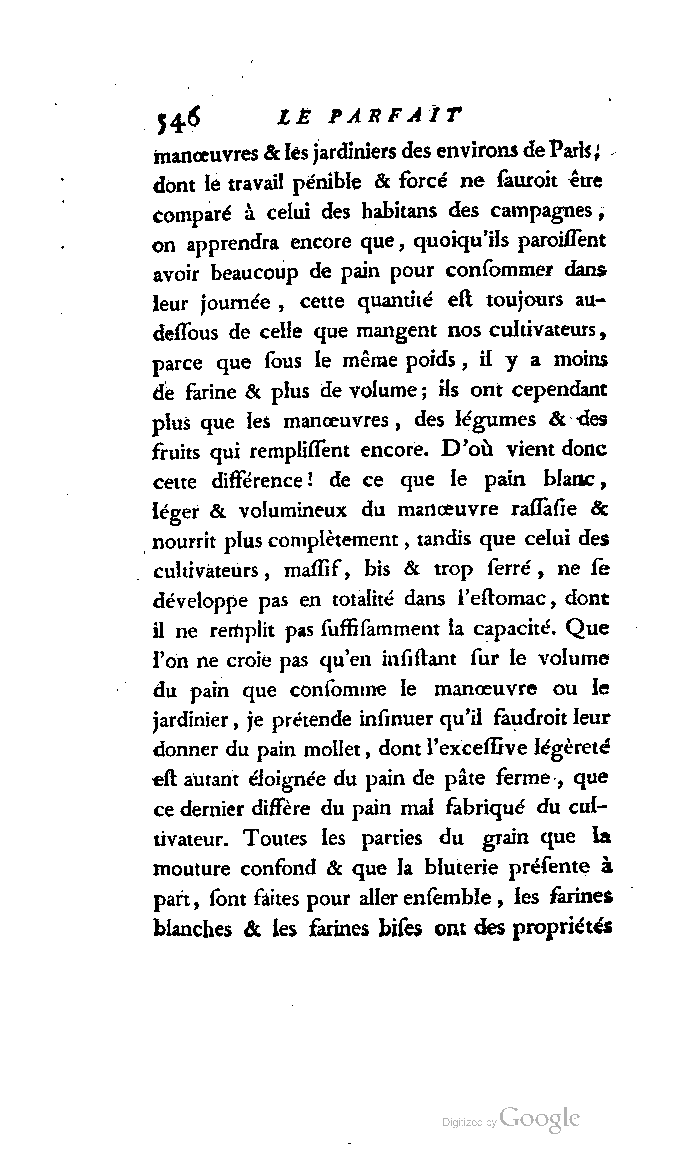 546 LE PARFAIT
manœuvres & les jardiniers des environs de Paris;
dont le travail pénible & forcé ne ſauroit être
comparé à celui des habitans des campagnes,
on apprendra encore que, quoiqu'ils paroiſſent
avoir beaucoup de pain pour conſommer dans
leur journée, cette quantité eſt toujours au-
deſſous de celle que mangent nos cultivateurs,
parce que ſous le même poids, il y a moins
de farine & plus de volume; ils ont cependant
plus que les manœuvres, des légumes & des
fruits qui rempliſſent encore. D'où vient donc
cette différence! de ce que le pain blanc,
léger & volumineux du manœuvre raſſaſie &
nourrit plus complètement, tandis que celui des
cultivateurs, maſſif, bis & trop ſerré, ne ſe
développe pas en totalité dans l'eſtomac, dont
il ne remplit pas ſuffiſamment la capacité. Que
l'on ne croie pas qu'en inſiſtant ſur le volume
du pain que conſomme le manœuvre ou le
jardinier, je prétende inſinuer qu'il faudroit leur
donner du pain mollet, dont l'exceſſive légèreté
eſt autant éloignée du pain de pâte ferme, que
ce dernier diffère du pain mal fabriqué du cul-
tivateur. Toutes les parties du grain que la
mouture confond & que la bluterie préſente à
part, ſont faites pour aller enſemble, les farines
blanches & les farines biſes ont des propriétés
Digitized by Google